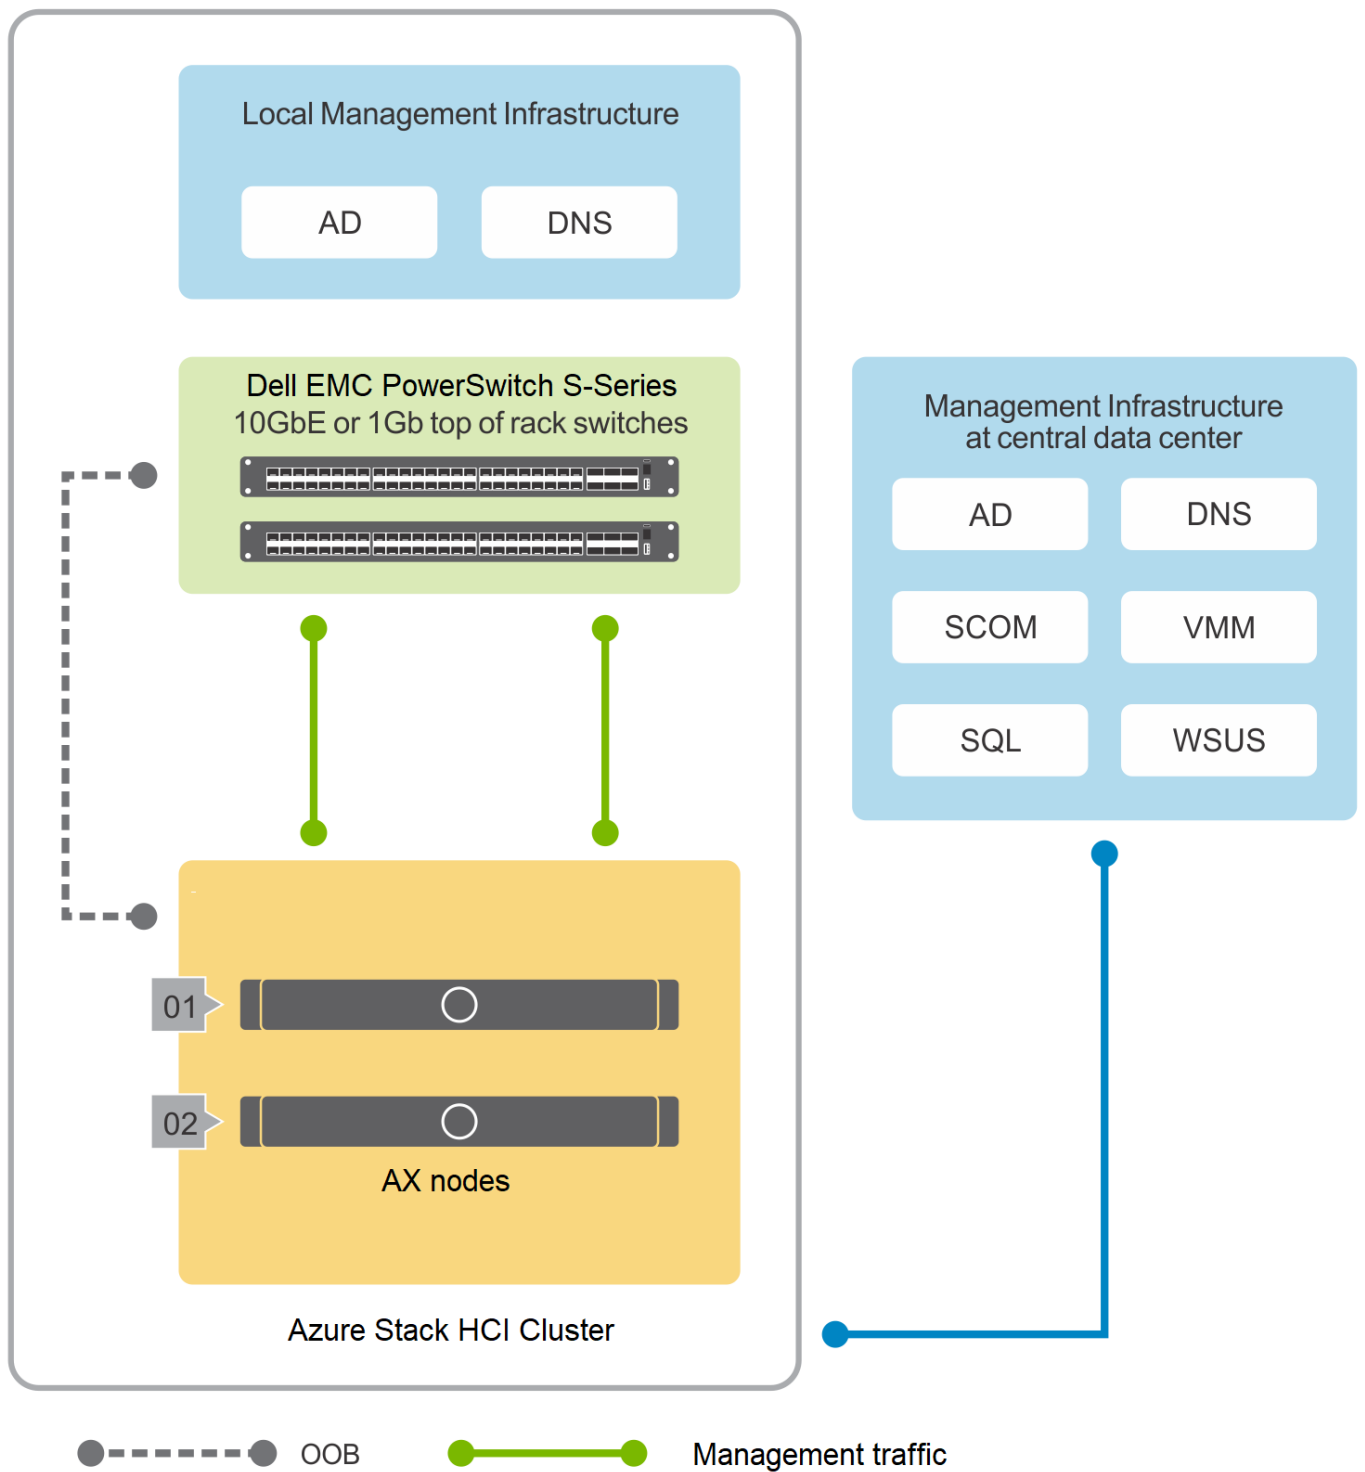 Local Management Infrastructure
AD
DNS
Dell EMC PowerSwitch S-Series
10GbE or 1Gb top of rack switches
Management Infrastructure
at central data center
AD
DNS
SCOM
VMM
SQL
WSUS
01
02
AX nodes
Azure Stack HCI Cluster
OOB
Management traffic